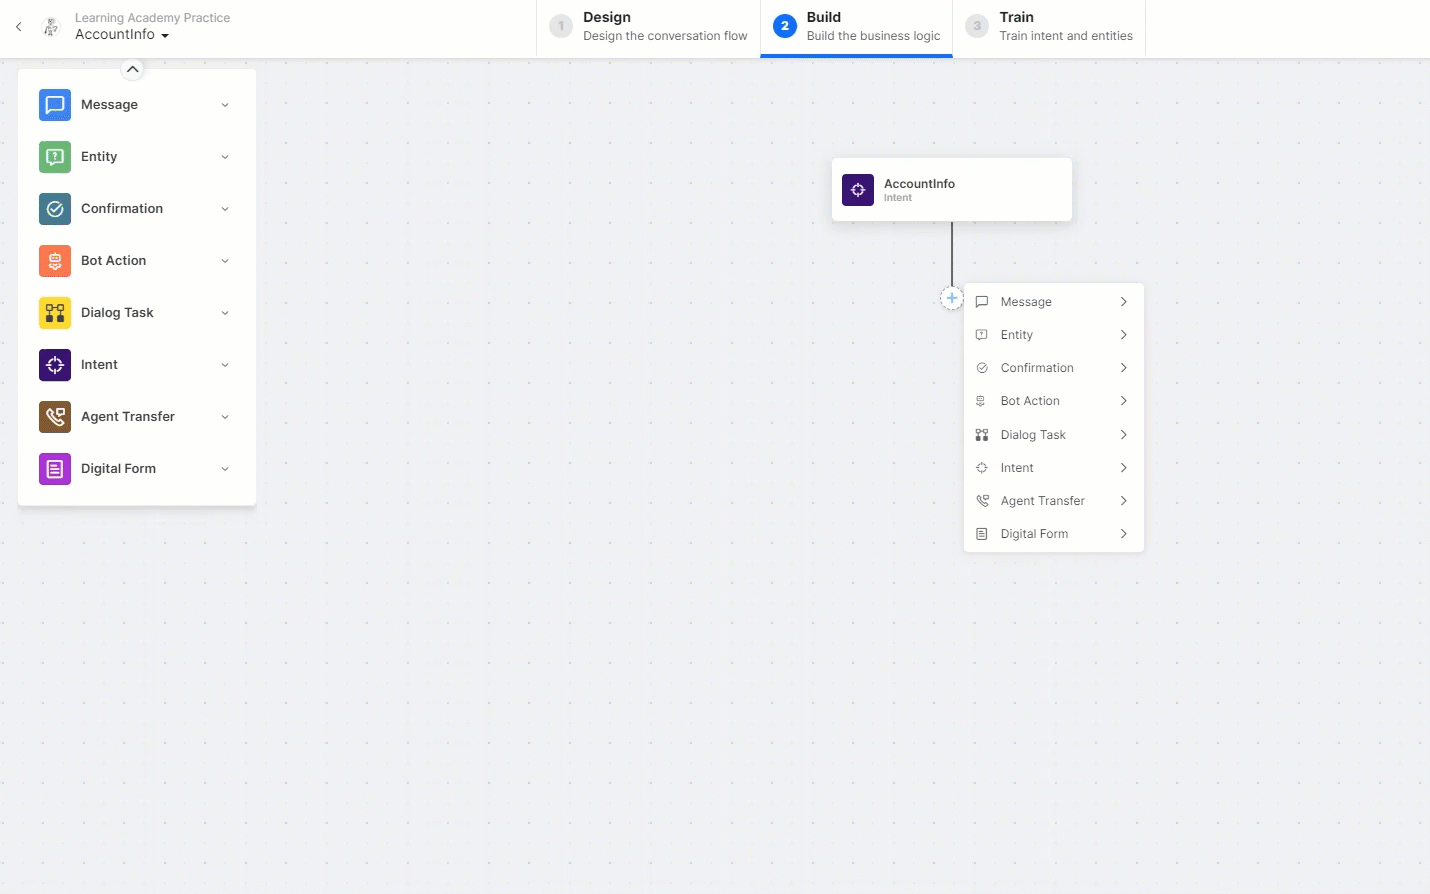 Learning Academy Practice
AccountInfo
1
Design
Design the conversation flow
2
Build
Build the business logic
3
Train
Train intent and entities
Message
Entity
Confirmation
Bot Action
Dialog Task
Intent
Agent Transfer
Digital Form
AccountInfo
Intent
Message
Entity
Confirmation
Bot Action
Dialog Task
Intent
Agent Transfer
Digital Form